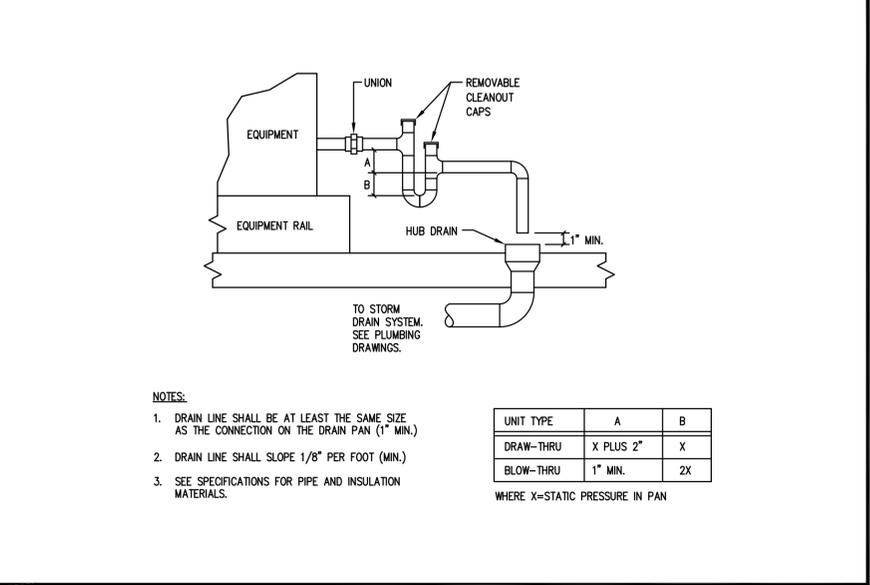 UNION
REMOVABLE
CLEANOUT
CAPS
EQUIPMENT
A
B
EQUIPMENT RAIL
HUB DRAIN
1" MIN.
TO STORM
DRAIN SYSTEM.
SEE PLUMBING
DRAWINGS.
NOTES:
1. DRAIN LINE SHALL BE AT LEAST THE SAME SIZE
AS THE CONNECTION ON THE DRAIN PAN (1" MIN.)
2. DRAIN LINE SHALL SLOPE 1/8" PER FOOT (MIN.)
3. SEE SPECIFICATIONS FOR PIPE AND INSULATION
MATERIALS.
UNIT TYPE A B
DRAW-THRU X PLUS 2" X
BLOW-THRU 1" MIN. 2X
WHERE X=STATIC PRESSURE IN PAN